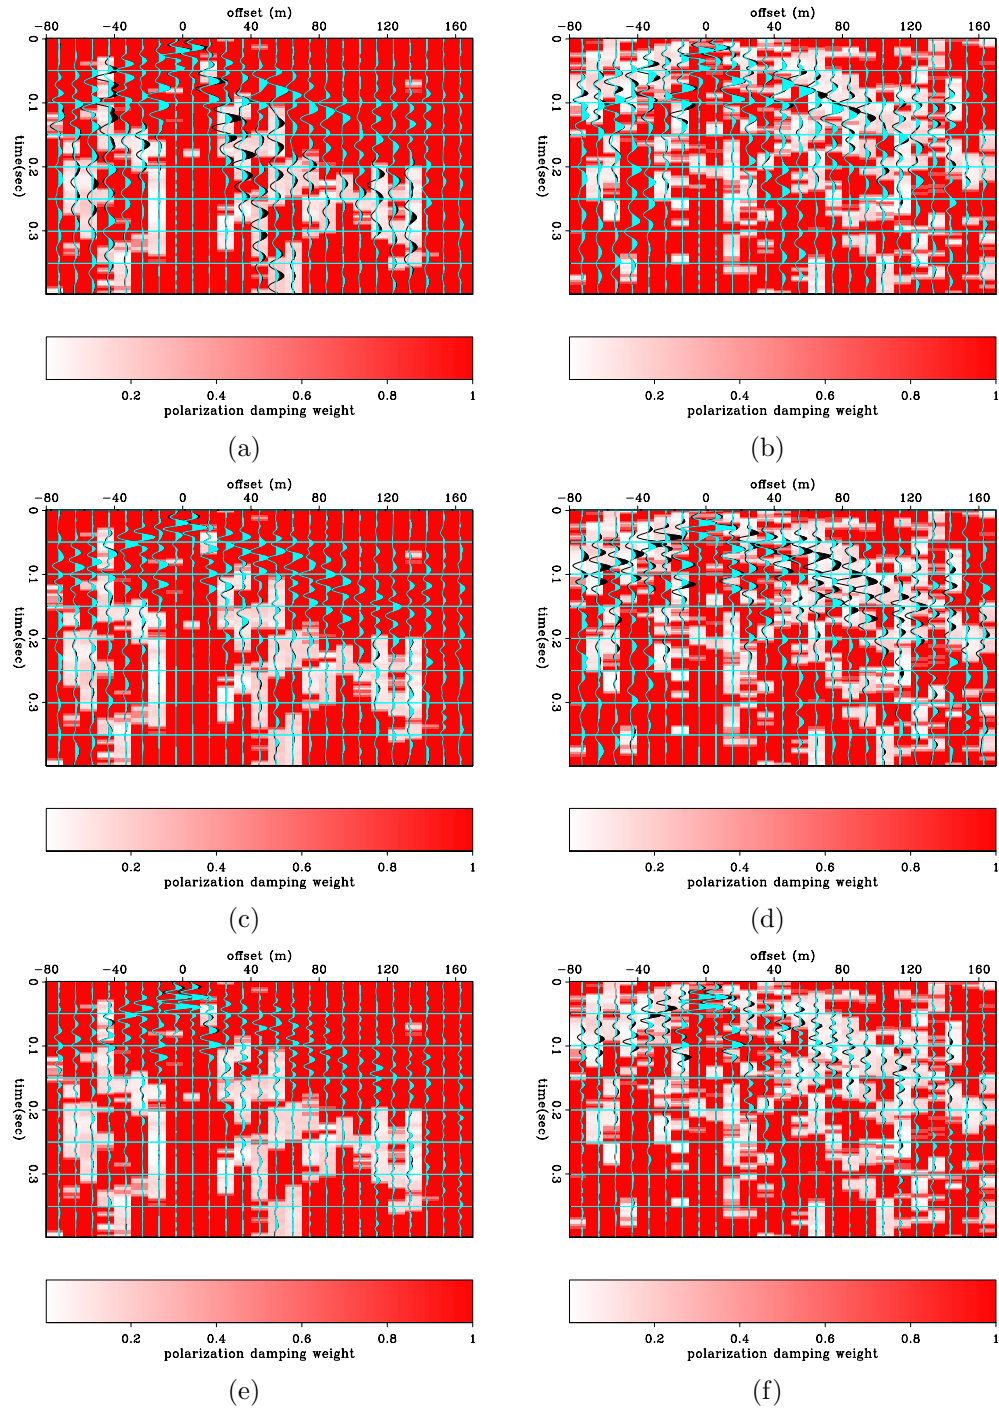 offset (m) offset (m)
-80 -40 0 40 80 120 160 -80 -40 0 40 80 120 160
0 0.1 0.2 0.3 0 0.1 0.2 0.3
time(sec) time(sec)
0.2 0.4 0.6 0.8 1 0.2 0.4 0.6 0.8 1
polarization damping weight polarization damping weight
(a) (b)
offset (m) offset (m)
-80 -40 0 40 80 120 160 -80 -40 0 40 80 120 160
0 0.1 0.2 0.3 0 0.1 0.2 0.3
time(sec) time(sec)
0.2 0.4 0.6 0.8 1 0.2 0.4 0.6 0.8 1
polarization damping weight polarization damping weight
(c) (d)
offset (m) offset (m)
-80 -40 0 40 80 120 160 -80 -40 0 40 80 120 160
0 0.1 0.2 0.3 0 0.1 0.2 0.3
time(sec) time(sec)
0.2 0.4 0.6 0.8 1 0.2 0.4 0.6 0.8 1
polarization damping weight polarization damping weight
(e) (f)